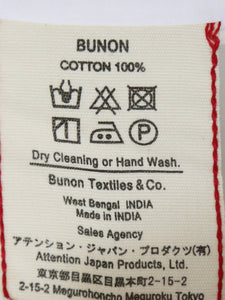 BUNON
COTTON 100%
Dry Cleaning or Hand Wash.
Bunon Textiles & Co.
West Bengal INDIA
Made in INDIA
Sales Agency
アテンション・ジャパン・プロダクツ(有)
Attention Japan Products Ltd.
東京都目黒区目黒本町2-15-2
2-15-2 Megurohoncho Meguroku Tokyo